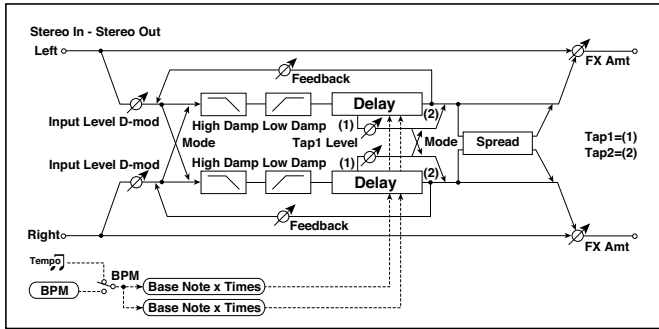 Stereo In - Stereo Out
Left
FX Amt
Feedback
Input Level D-mod
High Damp Low Damp
Delay
(1)
(2)
Tap1 Level
Mode
Mode
Spread
Tap1=(1)
Tap2=(2)
Input Level D-mod
High Damp Low Damp
(1)
Delay
(2)
Feedback
Right
FX Amt
Tempo
BPM
BPM
Base Note x Times
Base Note x Times